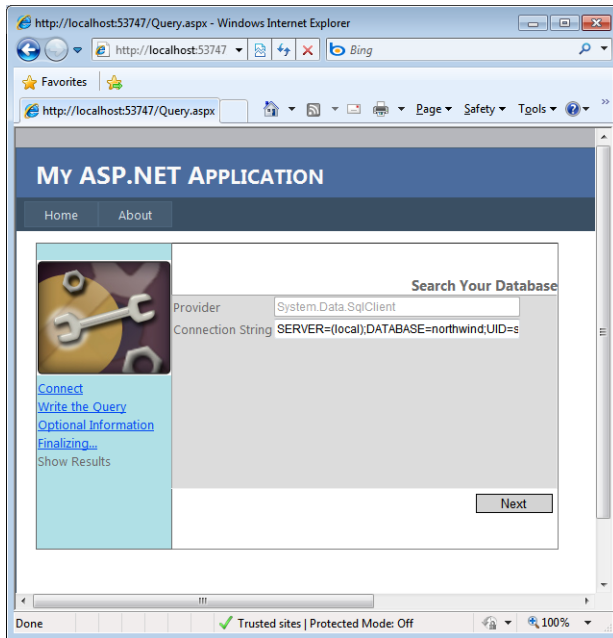 http://localhost:53747/Query.aspx - Windows Internet Explorer
http://localhost:53747
Bing
Favorites
http://localhost:53747/Query.aspx
Page
Safety
Tools
MY ASP.NET APPLICATION
Home
About
Search Your Database
Provider
System.Data.SqlClient
Connection String
SERVER=(local);DATABASE=northwind;UID=s
Connect
Write the Query
Optional Information
Finalizing...
Show Results
Next
Done
Trusted sites | Protected Mode: Off
100%